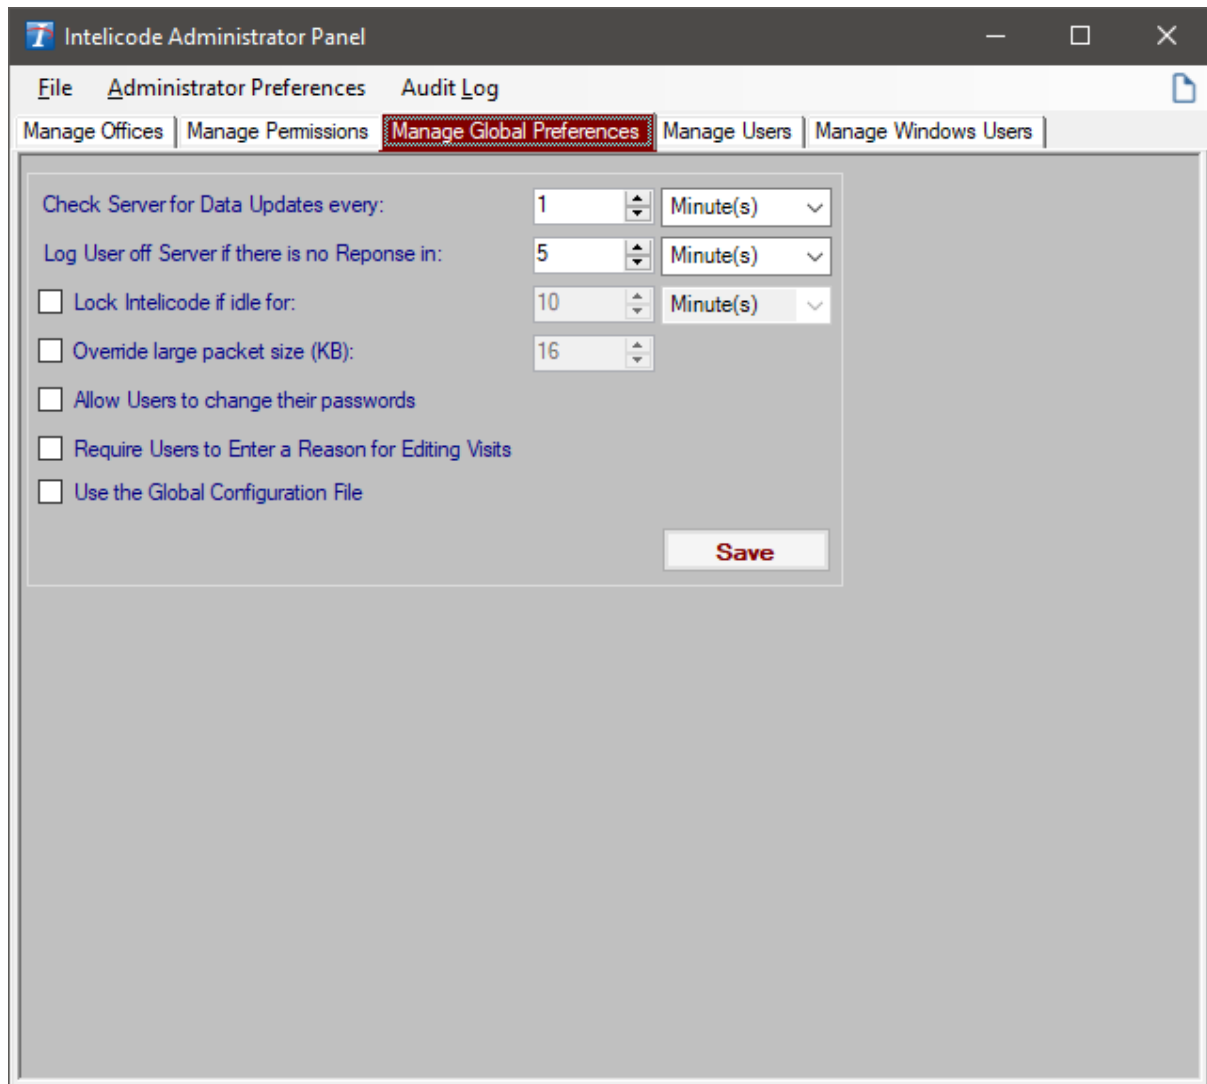 Intelicode Administrator Panel
File Administrator Preferences Audit Log
Manage Offices Manage Permissions Manage Global Preferences Manage Users Manage Windows Users
Check Server for Data Updates every: 1 Minute(s)
Log User off Server if there is no Reponse in: 5 Minute(s)
Lock Intelicode if idle for: 10 Minute(s)
Override large packet size (KB): 16
Allow Users to change their passwords
Require Users to Enter a Reason for Editing Visits
Use the Global Configuration File
Save